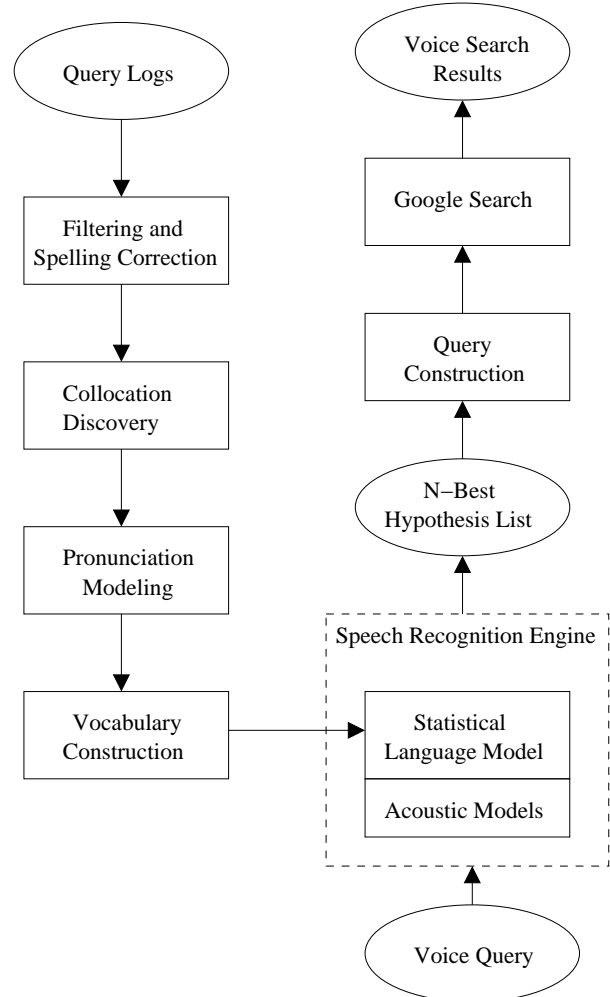 Query Logs
Filtering and
Spelling Correction
Collocation
Discovery
Pronunciation
Modeling
Vocabulary
Construction
Voice Search
Results
Google Search
Query
Construction
N−Best
Hypothesis List
Speech Recognition Engine
Statistical
Language Model
Acoustic Models
Voice Query